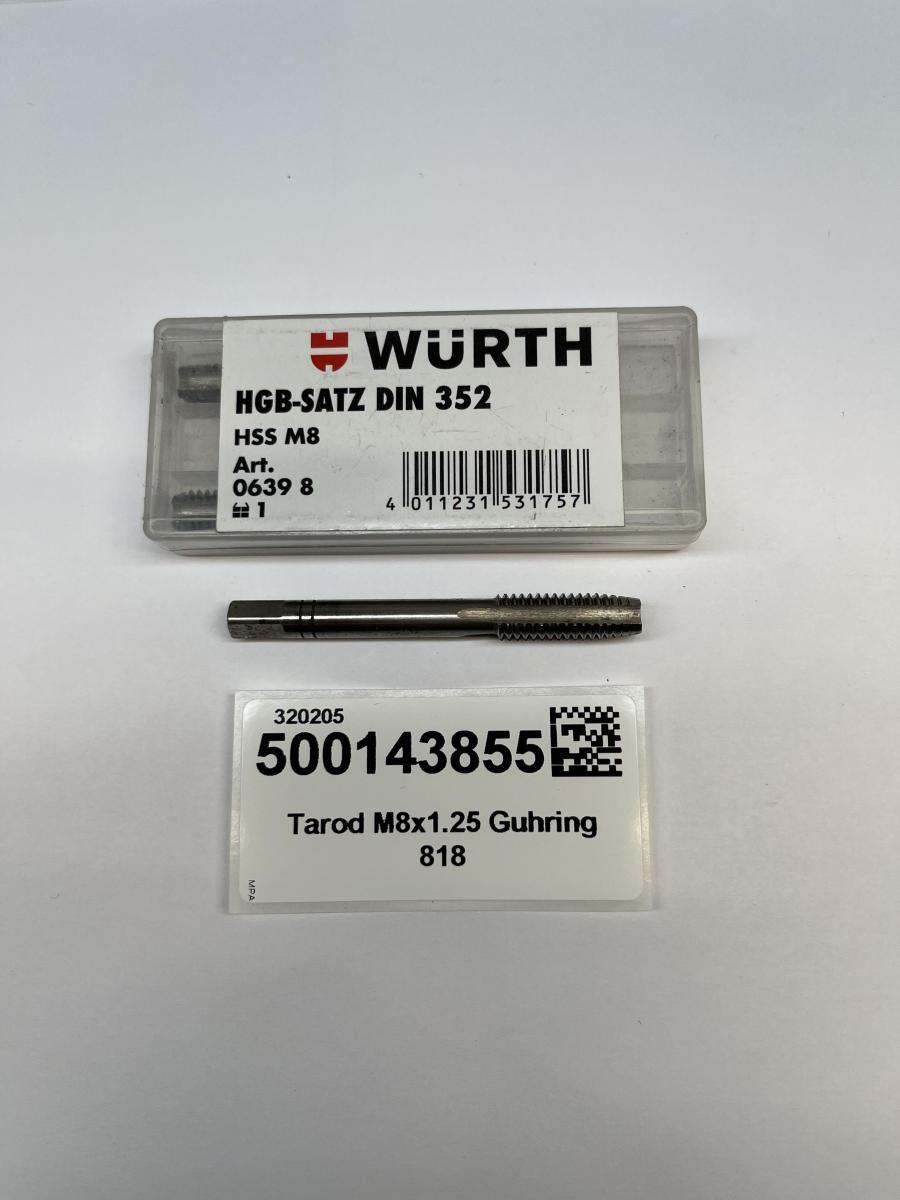 WÜRTH
HGB-SATZ DIN 352
HSS M8
Art.
0639 8
1
4 011231 531757
320205
500143855
Tarod M8x1.25 Guhring
818
MPA